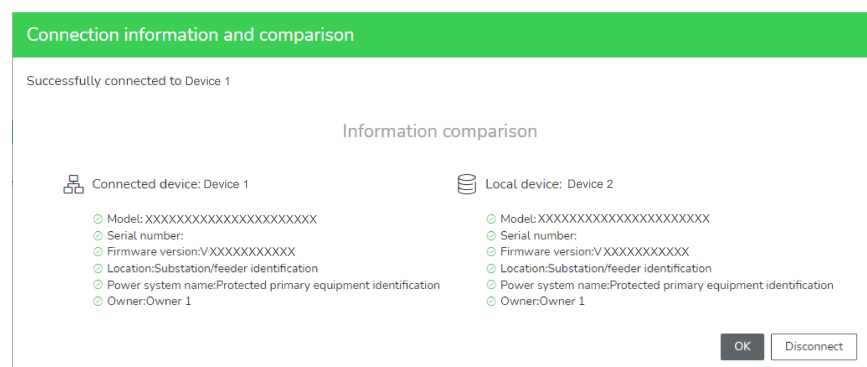 Connection information and comparison
Successfully connected to Device 1
Information comparison
Connected device: Device 1
Model: XXXXXXXXXXXXXXXXXXXXXX
Serial number:
Firmware version:VXXXXXXXXXXX
Location:Substation/feeder identification
Power system name:Protected primary equipment identification
Owner:Owner 1
Local device: Device 2
Model: XXXXXXXXXXXXXXXXXXXXXX
Serial number:
Firmware version:VXXXXXXXXXXX
Location:Substation/feeder identification
Power system name:Protected primary equipment identification
Owner:Owner 1
OK
Disconnect